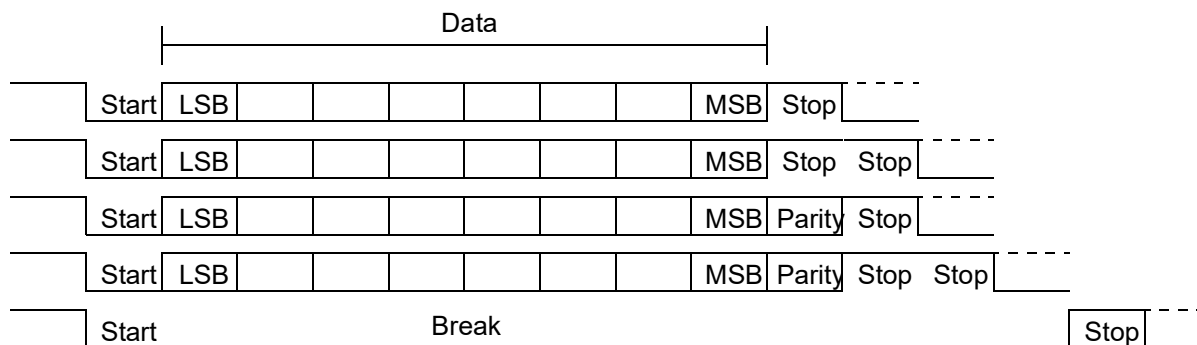 Data
Start LSB MSB Stop
Start LSB MSB Stop Stop
Start LSB MSB Parity Stop
Start LSB MSB Parity Stop Stop
Start Break Stop